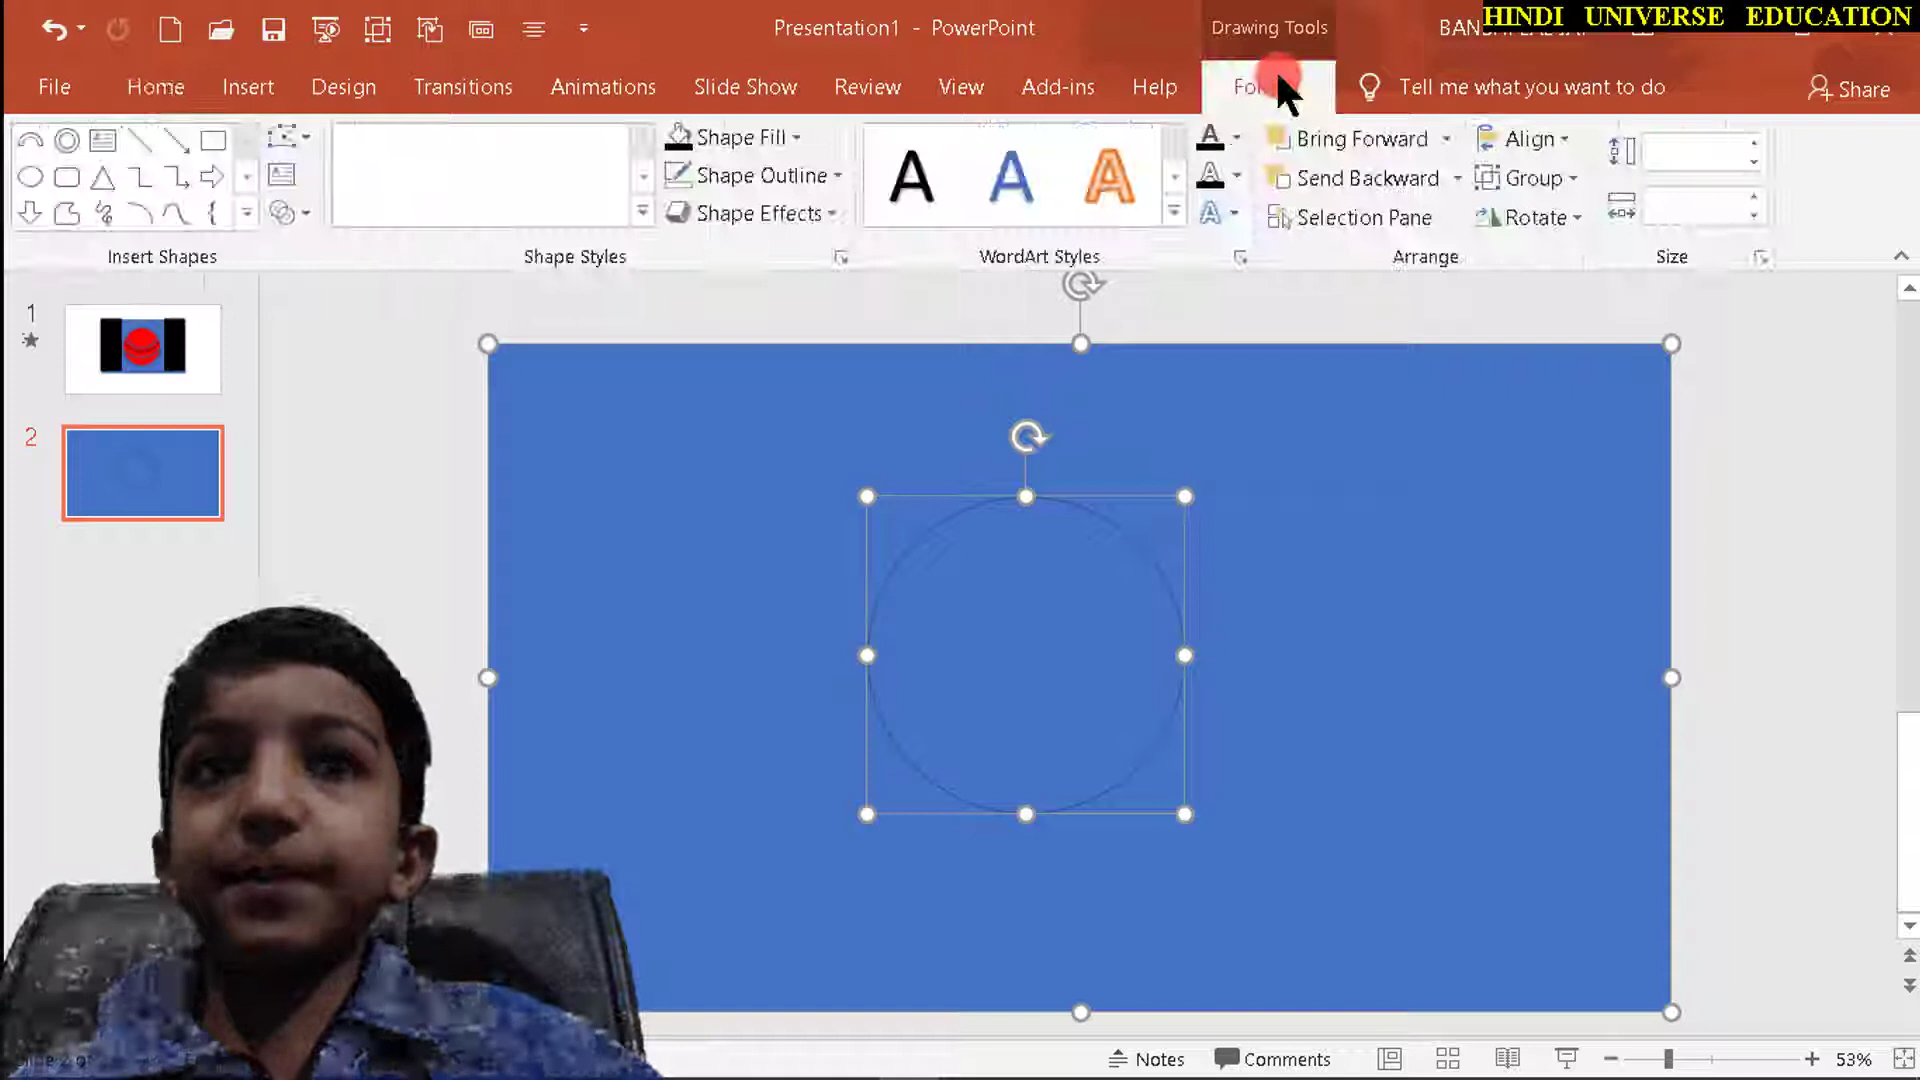 Presentation1 - PowerPoint
Drawing Tools
HINDI UNIVERSE EDUCATION
File Home Insert Design Transitions Animations Slide Show Review View Add-ins Help Tell me what you want to do Share
Shape Fill
Shape Outline
Shape Effects
A A A
Bring Forward
Send Backward
Selection Pane
Align
Group
Rotate
Insert Shapes Shape Styles WordArt Styles Arrange Size
1
2
Notes Comments 53%